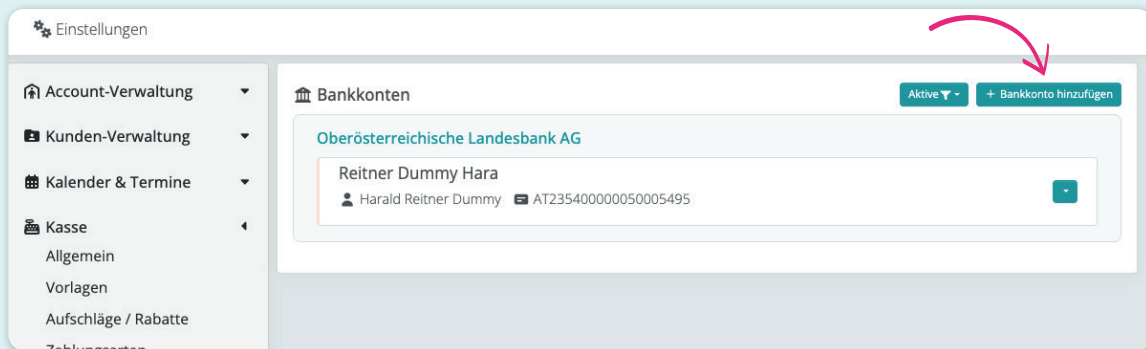 Einstellungen
Account-Verwaltung
Kunden-Verwaltung
Kalender & Termine
Kasse
Allgemein
Vorlagen
Aufschläge / Rabatte
Bankkonten
Aktive
+ Bankkonto hinzufügen
Oberösterreichische Landesbank AG
Reitner Dummy Hara
Harald Reitner Dummy AT235400000050005495